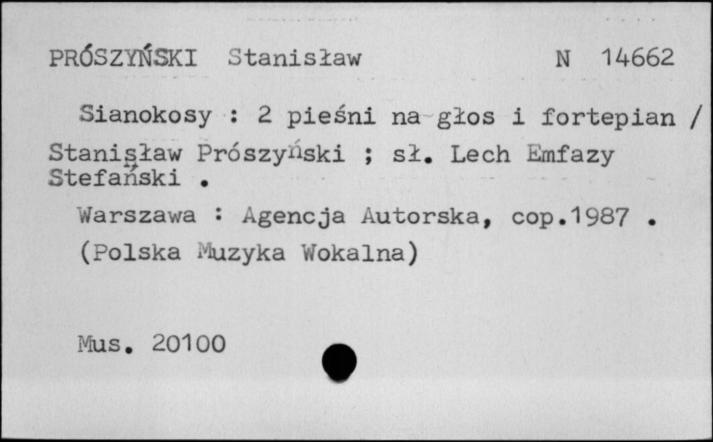 PRÓSZYŃSKI Stanisław N 14662
Sianokosy : 2 pieśni na głos i fortepian /
Stanisław Prószyński ; sł. Lech Emfazy
Stefański .
Warszawa : Agencja Autorska, cop.1987 .
(Polska Muzyka Wokalna)
Mus. 20100